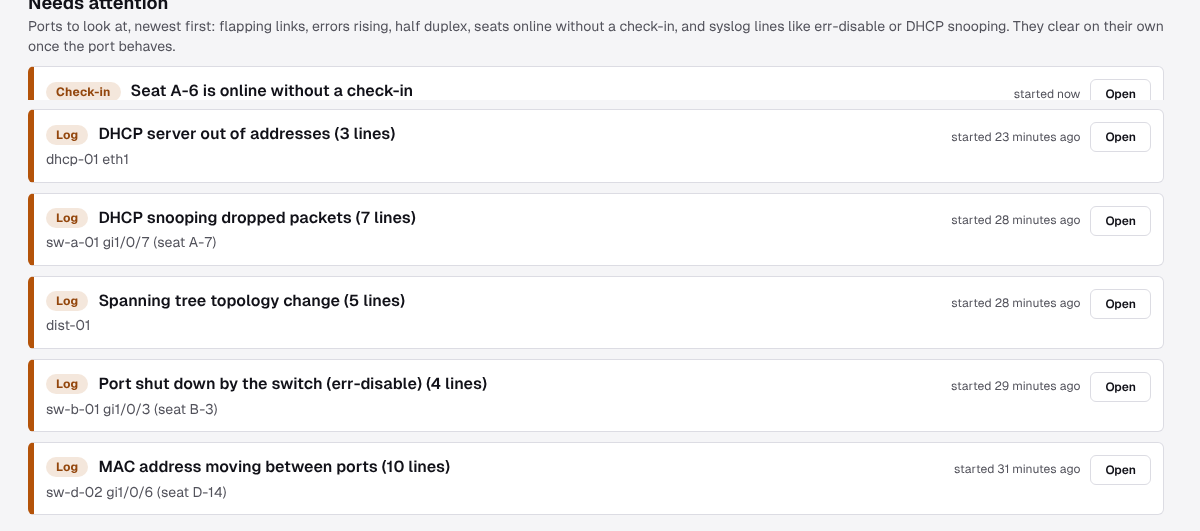 Needs attention
Ports to look at, newest first: flapping links, errors rising, half duplex, seats online without a check-in, and syslog lines like err-disable or DHCP snooping. They clear on their own
once the port behaves.
Check-in Seat A-6 is online without a check-in started now Open
Log DHCP server out of addresses (3 lines) started 23 minutes ago Open
dhcp-01 eth1
Log DHCP snooping dropped packets (7 lines) started 28 minutes ago Open
sw-a-01 gi1/0/7 (seat A-7)
Log Spanning tree topology change (5 lines) started 28 minutes ago Open
dist-01
Log Port shut down by the switch (err-disable) (4 lines) started 29 minutes ago Open
sw-b-01 gi1/0/3 (seat B-3)
Log MAC address moving between ports (10 lines) started 31 minutes ago Open
sw-d-02 gi1/0/6 (seat D-14)